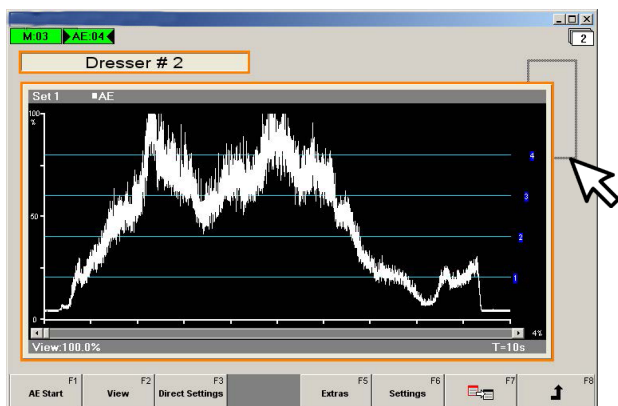 M:03 AE:04
2
Dresser # 2
Set 1 AE
100
%
4
3
50
2
1
0
4%
View:100.0% T=10s
F1 F2 F3 F5 F6 F7 F8
AE Start View Direct Settings Extras Settings